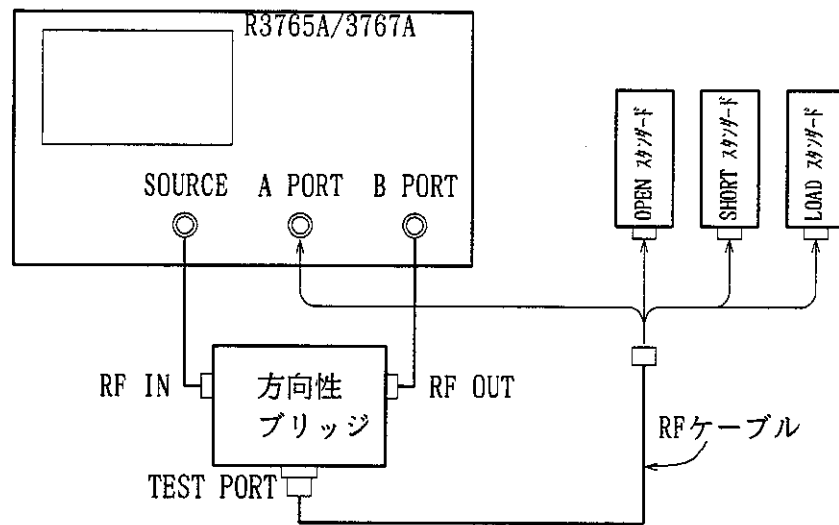 R3765A/3767A
SOURCE
A PORT
B PORT
OPEN スタンダード
SHORT スタンダード
LOAD スタンダード
RF IN
方向性
ブリッジ
RF OUT
TEST PORT
RFケーブル